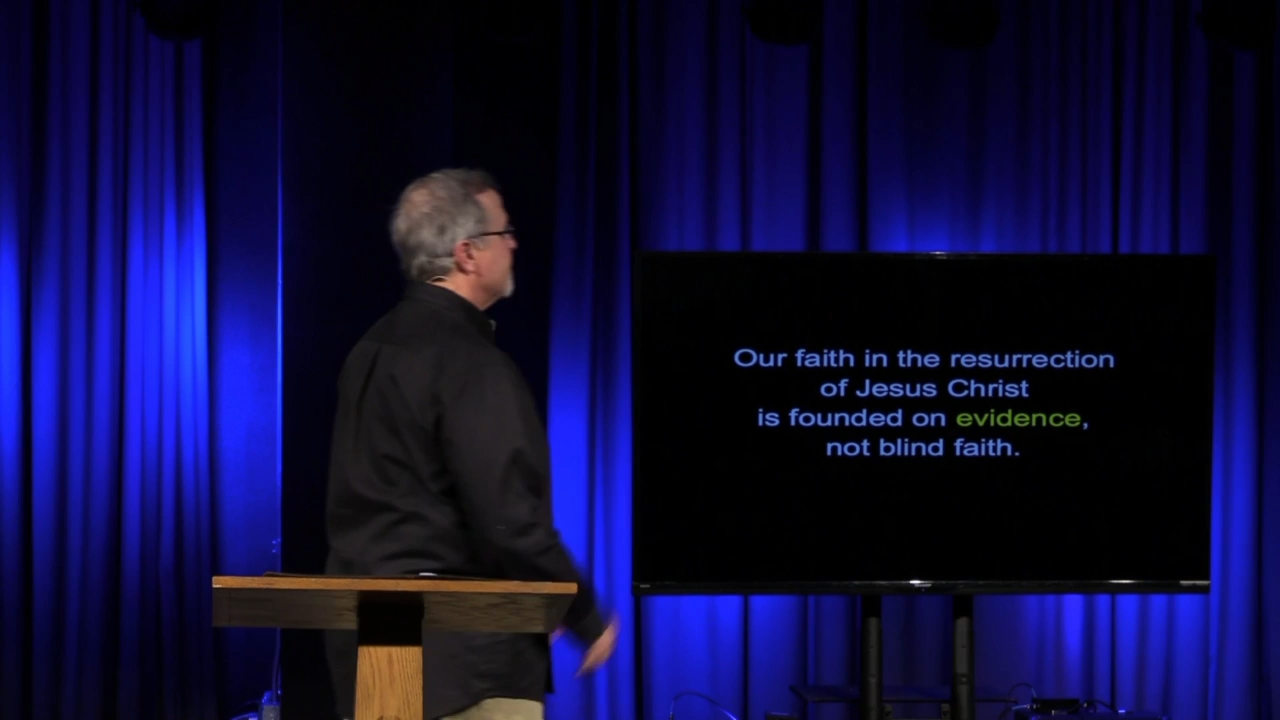 Our faith in the resurrection
of Jesus Christ
is founded on evidence,
not blind faith.